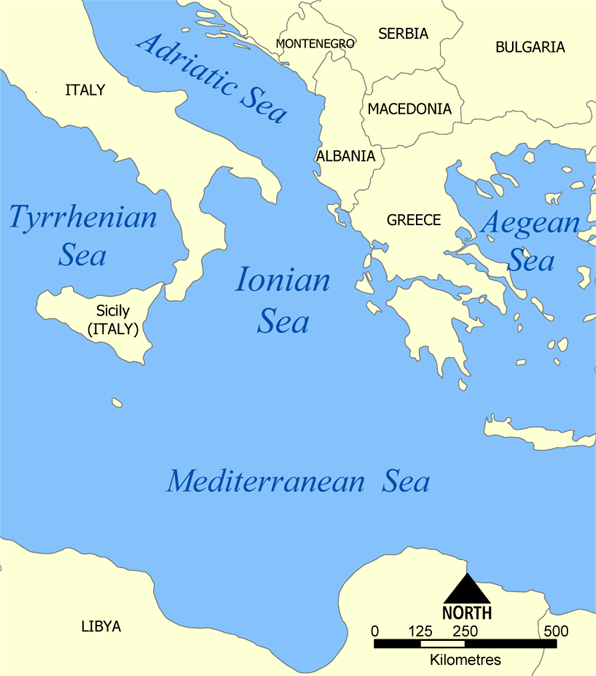 Adriatic Sea
MONTENEGRO
SERBIA
BULGARIA
ITALY
MACEDONIA
ALBANIA
Tyrrhenian
Sea
GREECE
Aegean
Sea
Ionian
Sea
Sicily
(ITALY)
Mediterranean Sea
LIBYA
NORTH
0 125 250 500
Kilometres